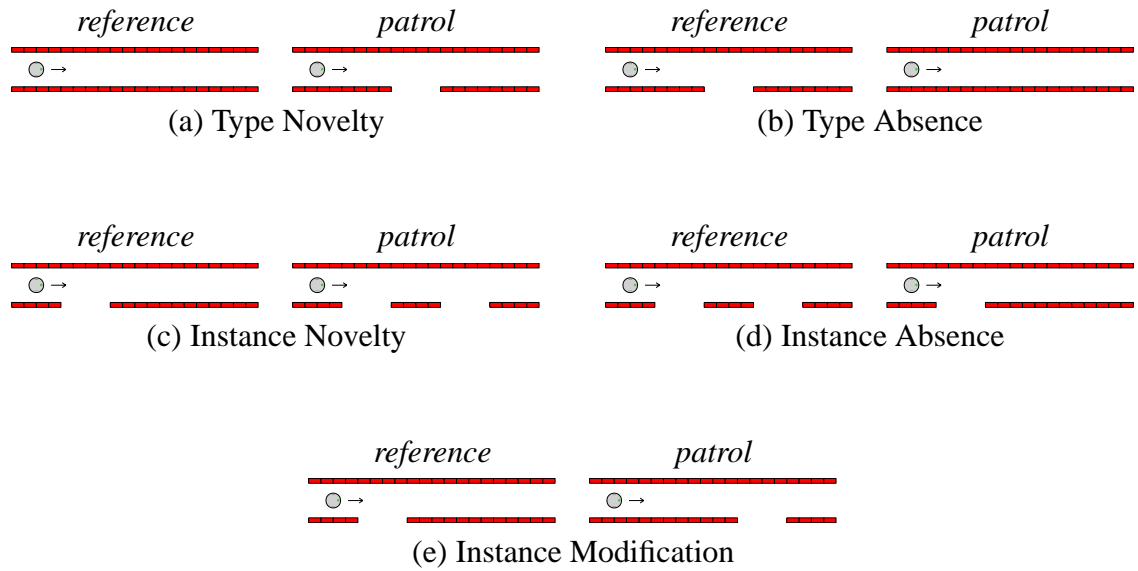 reference patrol reference patrol
(a) Type Novelty (b) Type Absence
reference patrol reference patrol
(c) Instance Novelty (d) Instance Absence
reference patrol
(e) Instance Modification